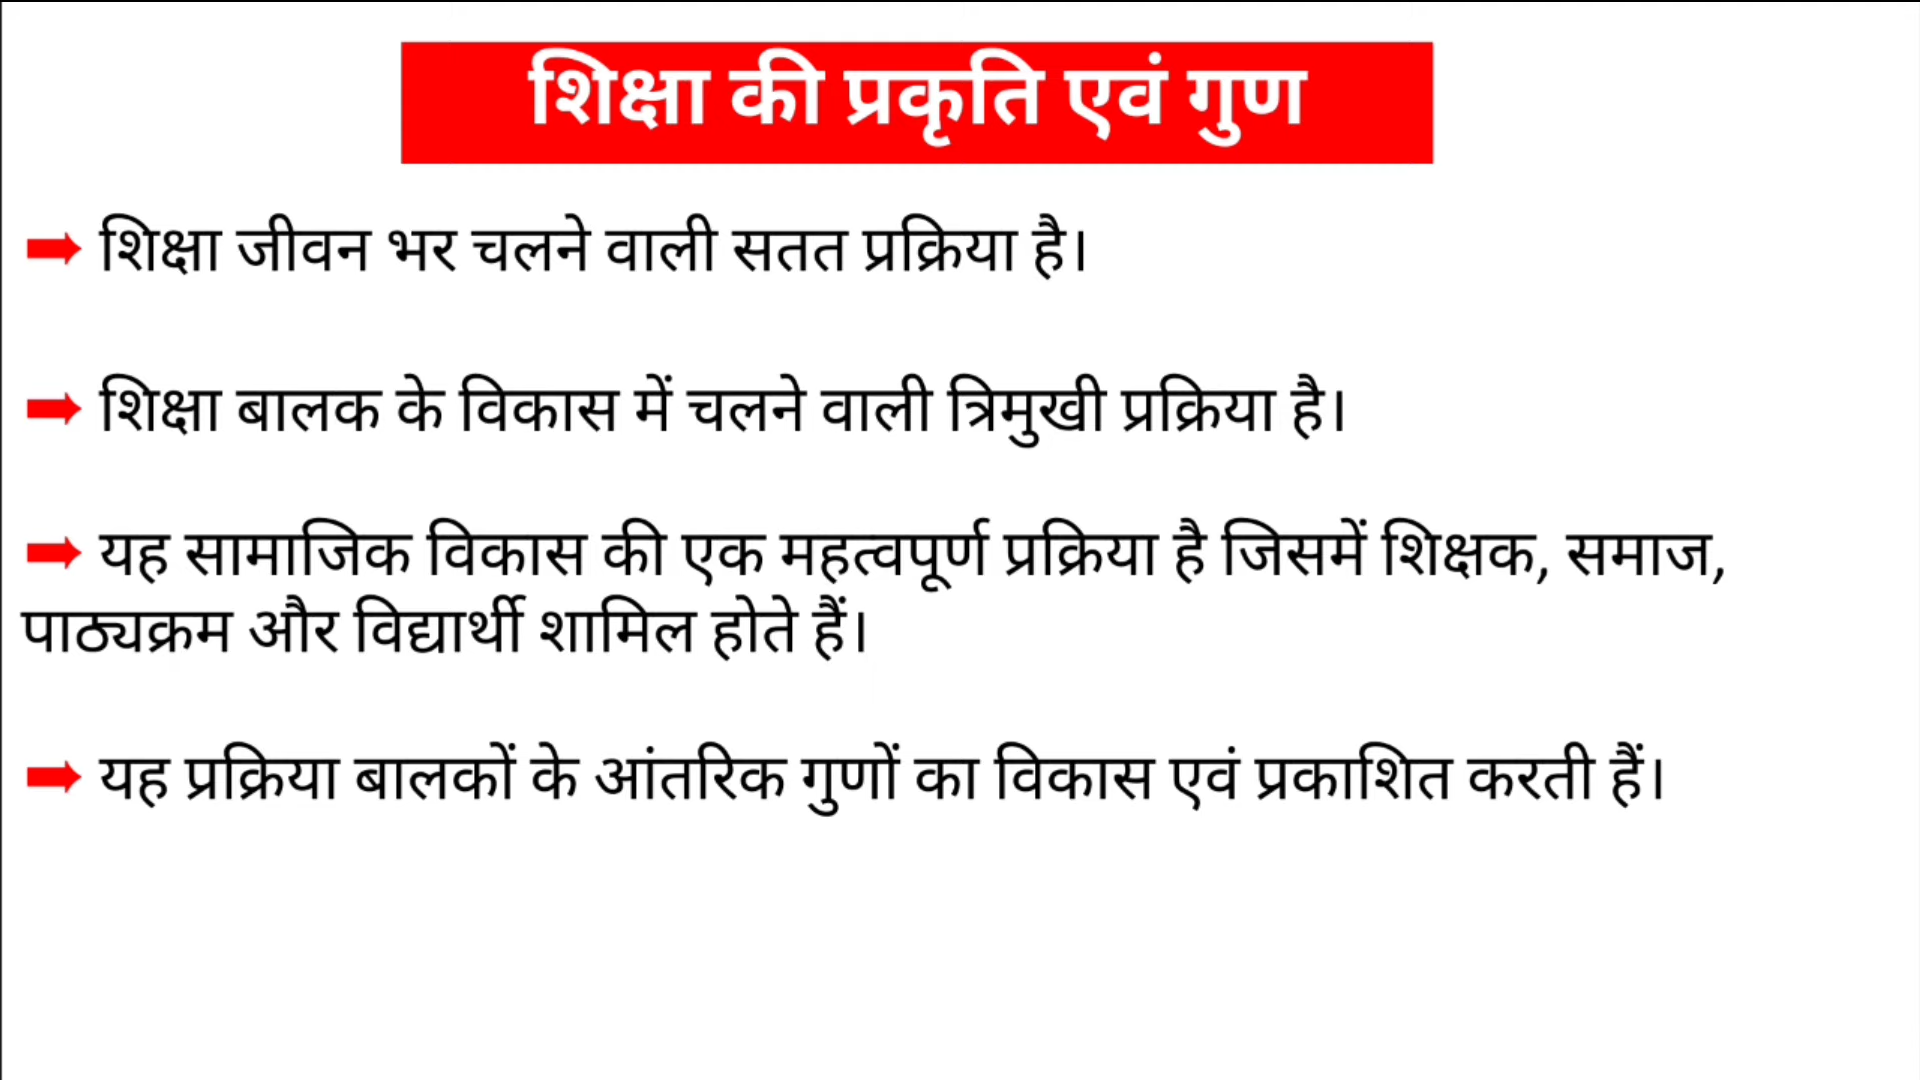 शिक्षा की प्रकृति एवं गुण
➡ शिक्षा जीवन भर चलने वाली सतत प्रक्रिया है।
➡ शिक्षा बालक के विकास में चलने वाली त्रिमुखी प्रक्रिया है।
➡ यह सामाजिक विकास की एक महत्वपूर्ण प्रक्रिया है जिसमें शिक्षक, समाज,
पाठ्यक्रम और विद्यार्थी शामिल होते हैं।
➡ यह प्रक्रिया बालकों के आंतरिक गुणों का विकास एवं प्रकाशित करती हैं।